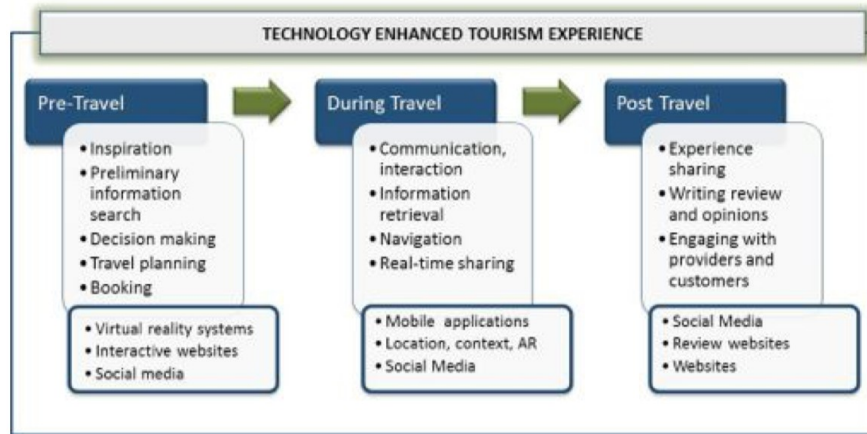 TECHNOLOGY ENHANCED TOURISM EXPERIENCE
Pre-Travel
• Inspiration
• Preliminary
information
search
• Decision making
• Travel planning
• Booking
• Virtual reality systems
• Interactive websites
• Social media
During Travel
• Communication,
interaction
• Information
retrieval
• Navigation
• Real-time sharing
• Mobile applications
• Location, context, AR
• Social Media
Post Travel
• Experience
sharing
• Writing review
and opinions
• Engaging with
providers and
customers
• Social Media
• Review websites
• Websites